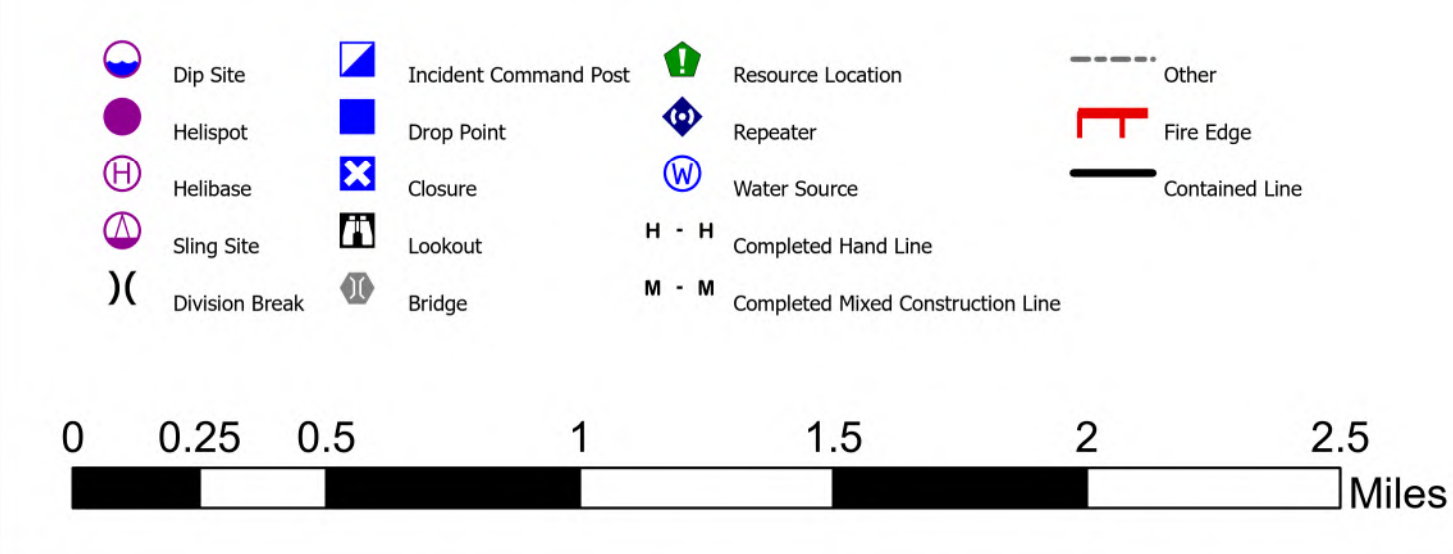 Dip Site
Helispot
H
Helibase
Sling Site
)( Division Break
Incident Command Post
Drop Point
Closure
Lookout
Bridge
! Resource Location
Repeater
W Water Source
H - H Completed Hand Line
M - M Completed Mixed Construction Line
Other
Fire Edge
Contained Line
0 0.25 0.5 1 1.5 2 2.5
Miles